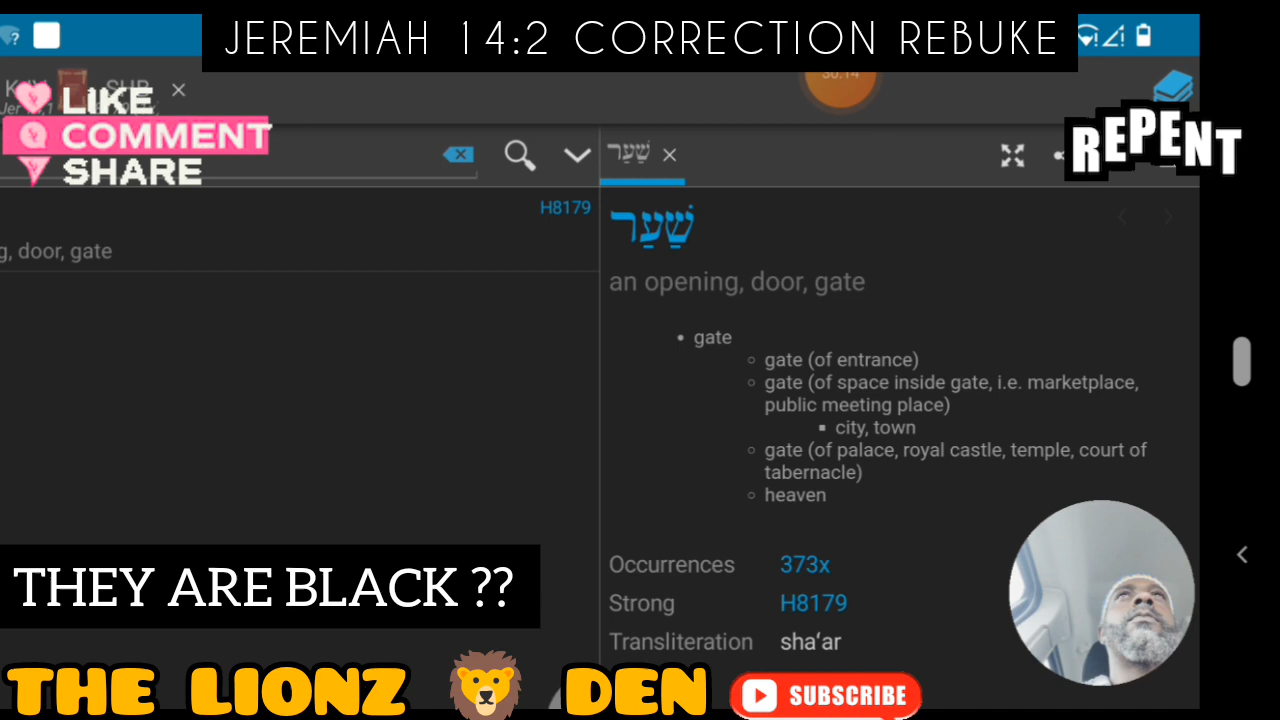 JEREMIAH 14:2 CORRECTION REBUKE
LIKE
COMMENT
SHARE
REPENT
שַׁעַר
H8179
g, door, gate
שַׁעַר
an opening, door, gate
gate
gate (of entrance)
gate (of space inside gate, i.e. marketplace,
public meeting place)
city, town
gate (of palace, royal castle, temple, court of
tabernacle)
heaven
Occurrences 373x
Strong H8179
Transliteration shaʻar
THEY ARE BLACK ??
THE LIONZ 🦁 DEN
SUBSCRIBE